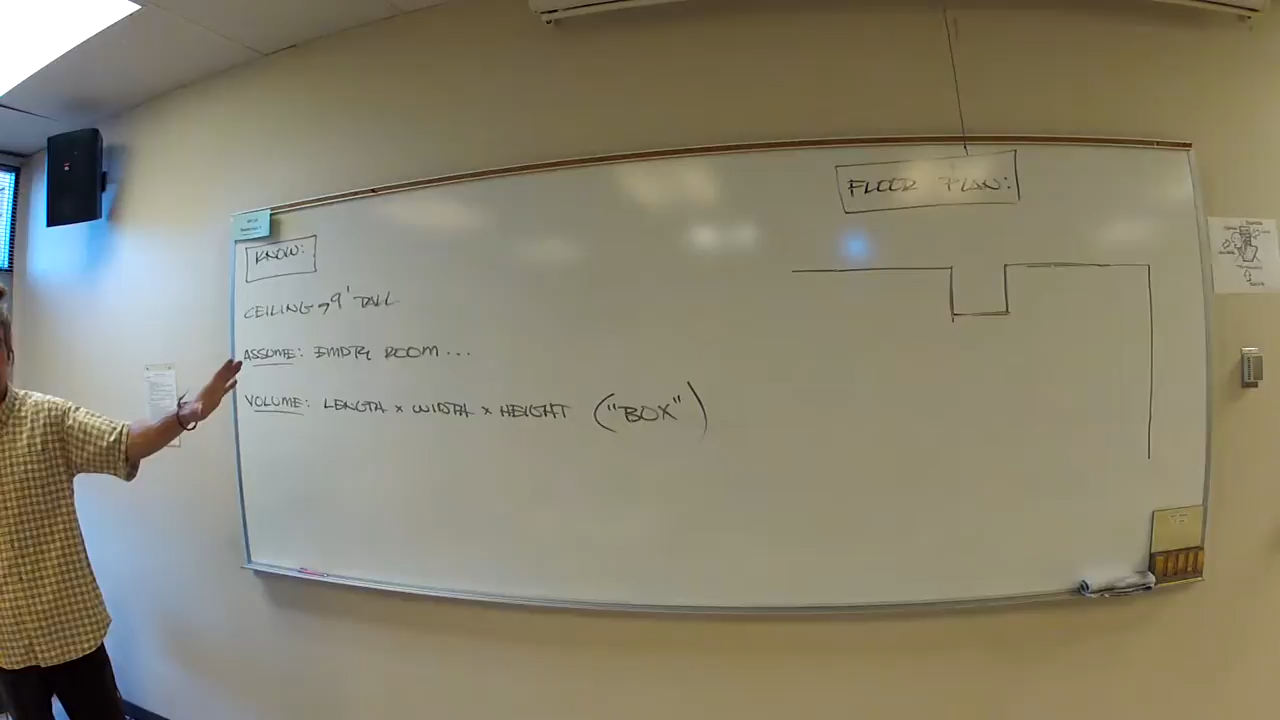 KNOW:
CEILING → 9' TALL
ASSUME: EMPTY ROOM...
VOLUME: LENGTH × WIDTH × HEIGHT ("BOX")
FLOOR PLAN: